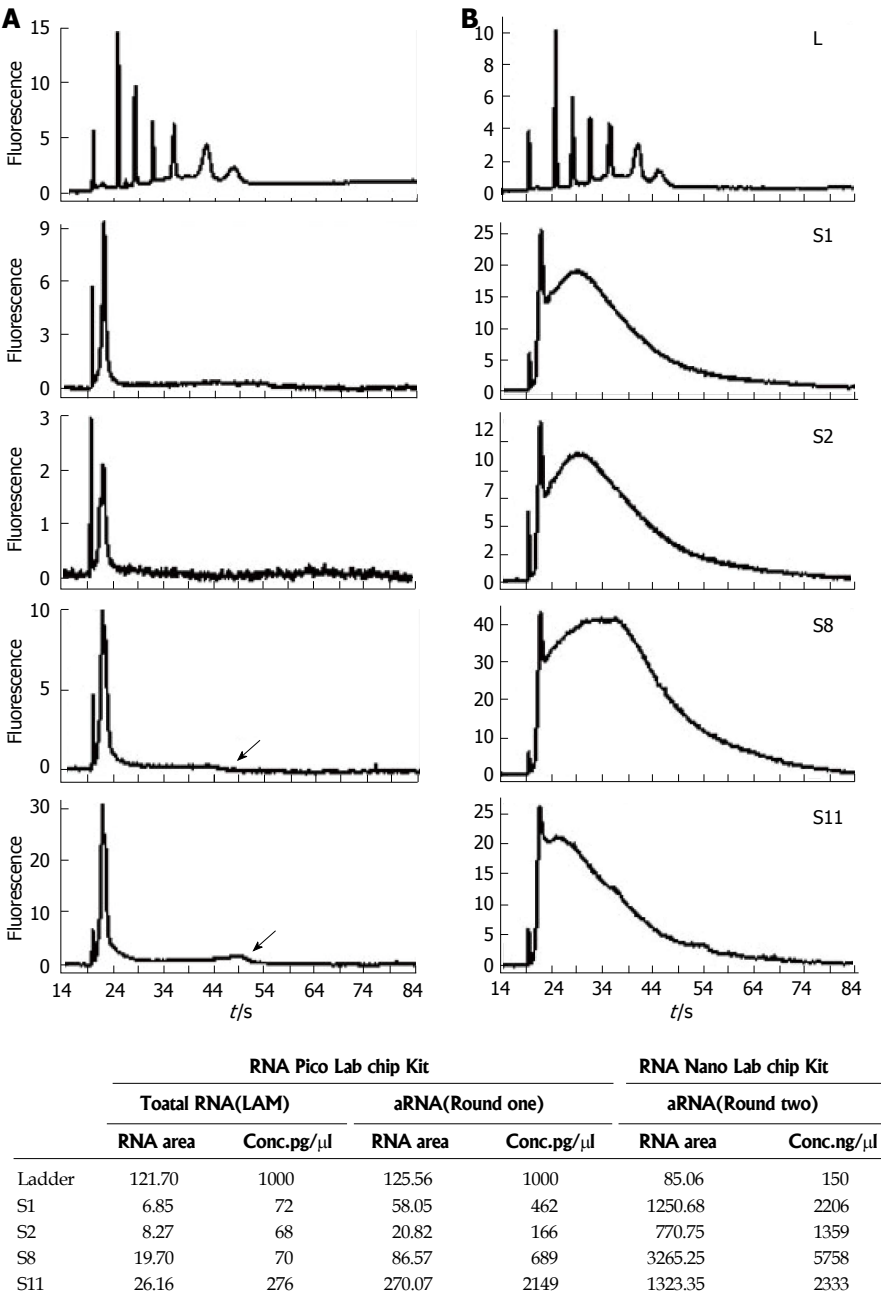 A
B
15
10
5
0
Fluorescence
10
8
6
4
2
0
L
9
6
3
0
Fluorescence
25
20
15
10
5
0
S1
3
2
1
0
Fluorescence
12
10
7
5
2
0
S2
10
5
0
Fluorescence
40
30
20
10
0
S8
30
20
10
0
Fluorescence
25
20
15
10
5
0
S11
14 24 34 44 54 64 74 84
t/s
14 24 34 44 54 64 74 84
t/s
RNA Pico Lab chip Kit RNA Nano Lab chip Kit
Toatal RNA(LAM) aRNA(Round one) aRNA(Round two)
RNA area Conc.pg/μl RNA area Conc.pg/μl RNA area Conc.ng/μl
Ladder 121.70 1000 125.56 1000 85.06 150
S1 6.85 72 58.05 462 1250.68 2206
S2 8.27 68 20.82 166 770.75 1359
S8 19.70 70 86.57 689 3265.25 5758
S11 26.16 276 270.07 2149 1323.35 2333